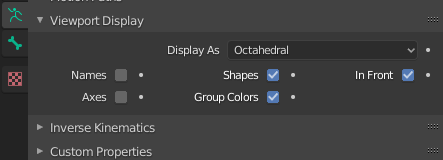 Motion Paths
Viewport Display
Display As Octahedral
Names Shapes In Front
Axes Group Colors
Inverse Kinematics
Custom Properties